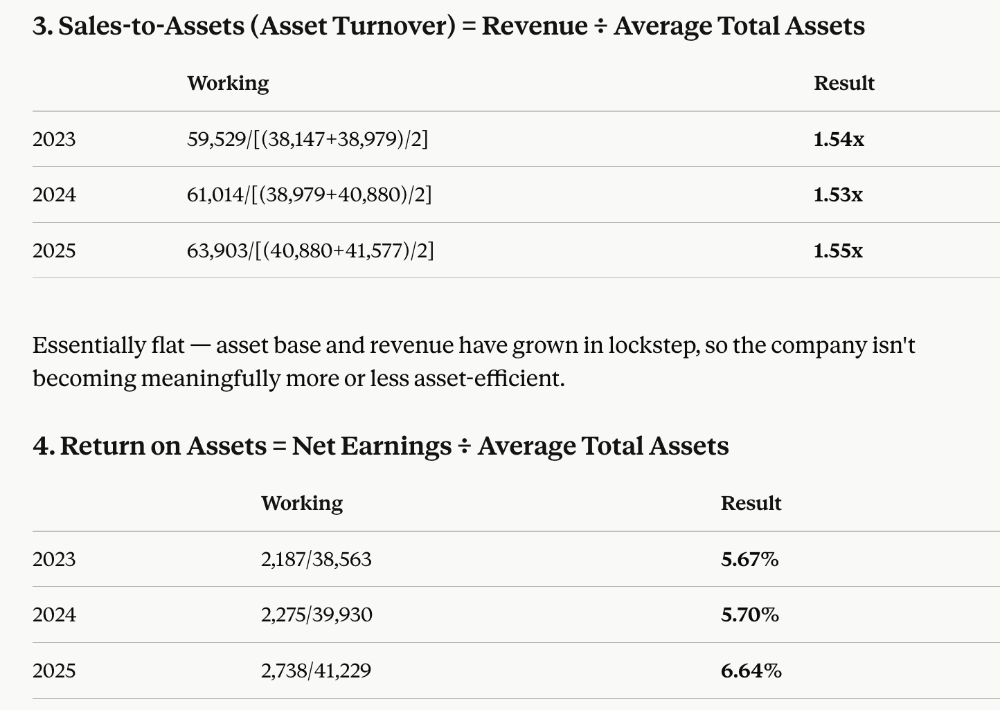 3. Sales-to-Assets (Asset Turnover) = Revenue ÷ Average Total Assets
Working Result
2023 59,529/[(38,147+38,979)/2] 1.54x
2024 61,014/[(38,979+40,880)/2] 1.53x
2025 63,903/[(40,880+41,577)/2] 1.55x
Essentially flat — asset base and revenue have grown in lockstep, so the company isn't
becoming meaningfully more or less asset-efficient.
4. Return on Assets = Net Earnings ÷ Average Total Assets
Working Result
2023 2,187/38,563 5.67%
2024 2,275/39,930 5.70%
2025 2,738/41,229 6.64%